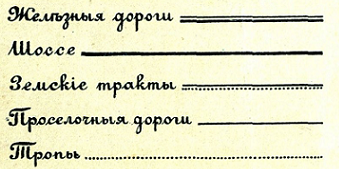 Желѣзныя дороги
Шоссе
Земскіе тракты
Проселочныя дороги
Тропы